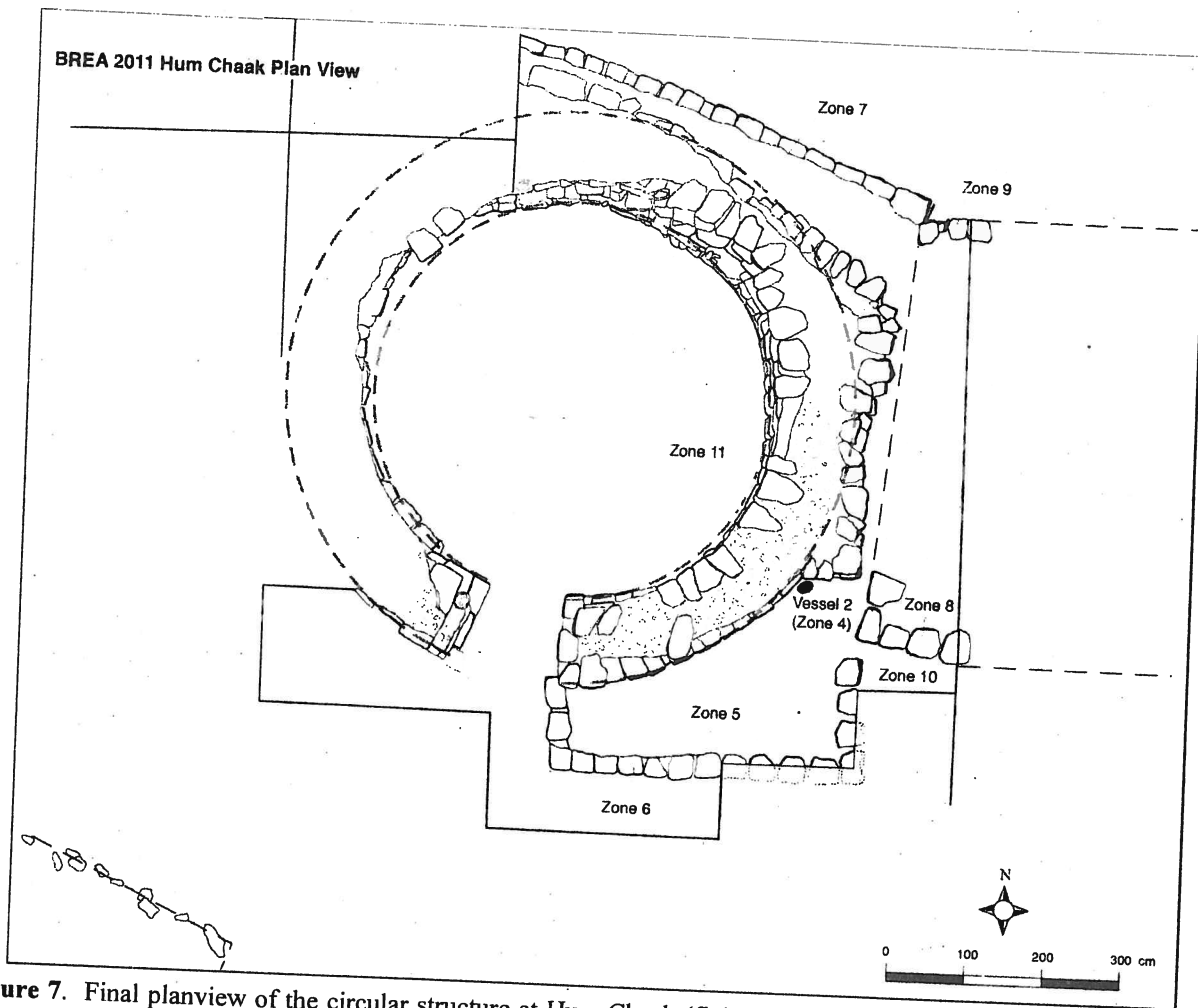 BREA 2011 Hum Chaak Plan View
Zone 7
Zone 9
Zone 11
Vessel 2
(Zone 4)
Zone 8
Zone 10
Zone 5
Zone 6
N
0 100 200 300 cm
ure 7. Final planview of the circular structure at